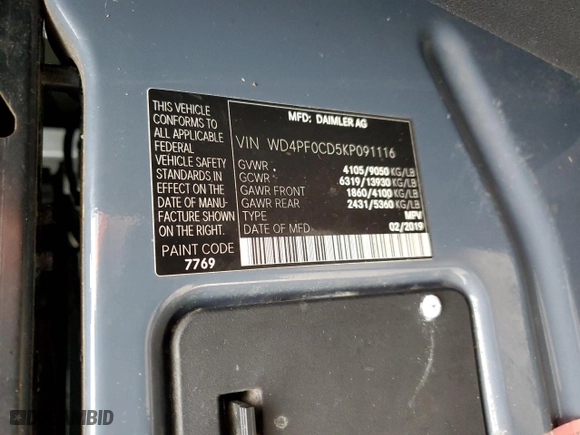 THIS VEHICLE
CONFORMS TO
ALL APPLICABLE
FEDERAL
VEHICLE SAFETY
STANDARDS IN
EFFECT ON THE
DATE OF MANU-
FACTURE SHOWN
ON THE RIGHT.
PAINT CODE
7769
MFD: DAIMLER AG
VIN WD4PF0CD5KP091116
GVWR 4105/9050 KG/LB
GCWR 6319/13930 KG/LB
GAWR FRONT 1860/4100 KG/LB
GAWR REAR 2431/5360 KG/LB
TYPE MPV
DATE OF MFD 02/2019